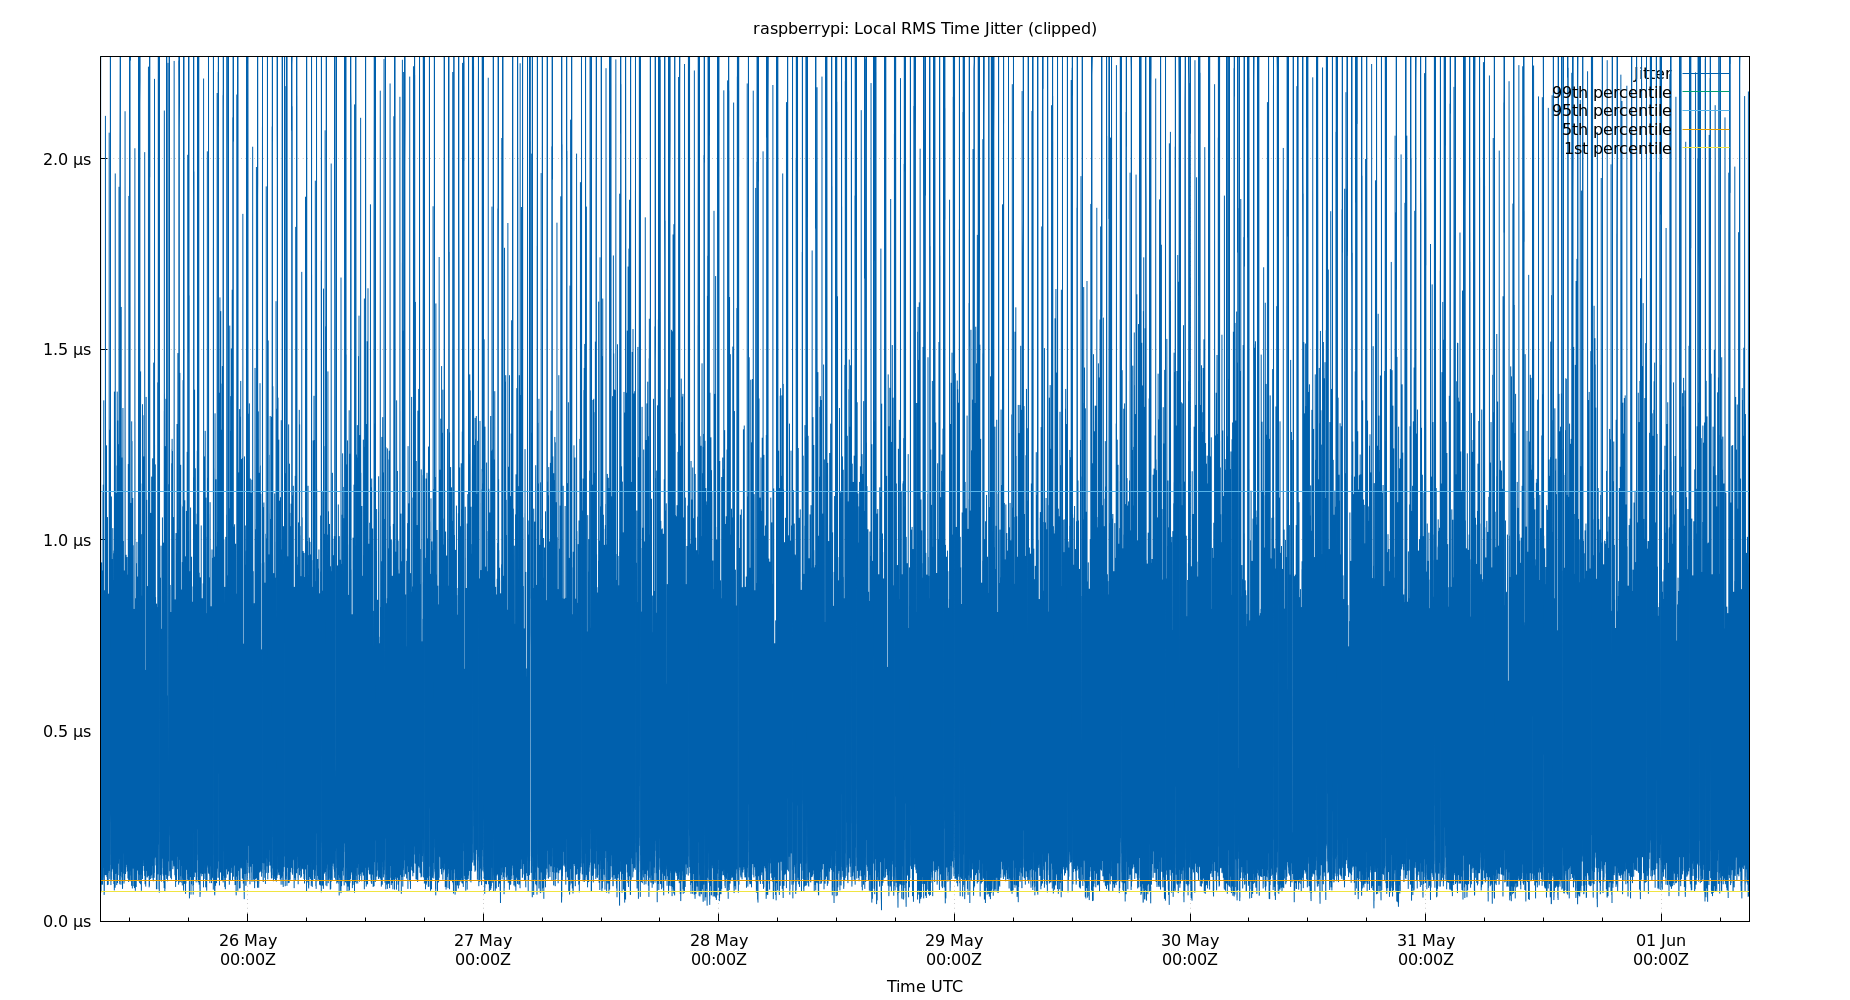 raspberrypi: Local RMS Time Jitter (clipped)
Jitter
99th percentile
95th percentile
5th percentile
1st percentile
2.0 μs
1.5 μs
1.0 μs
0.5 μs
0.0 μs
26 May
00:00Z
27 May
00:00Z
28 May
00:00Z
29 May
00:00Z
30 May
00:00Z
31 May
00:00Z
01 Jun
00:00Z
Time UTC